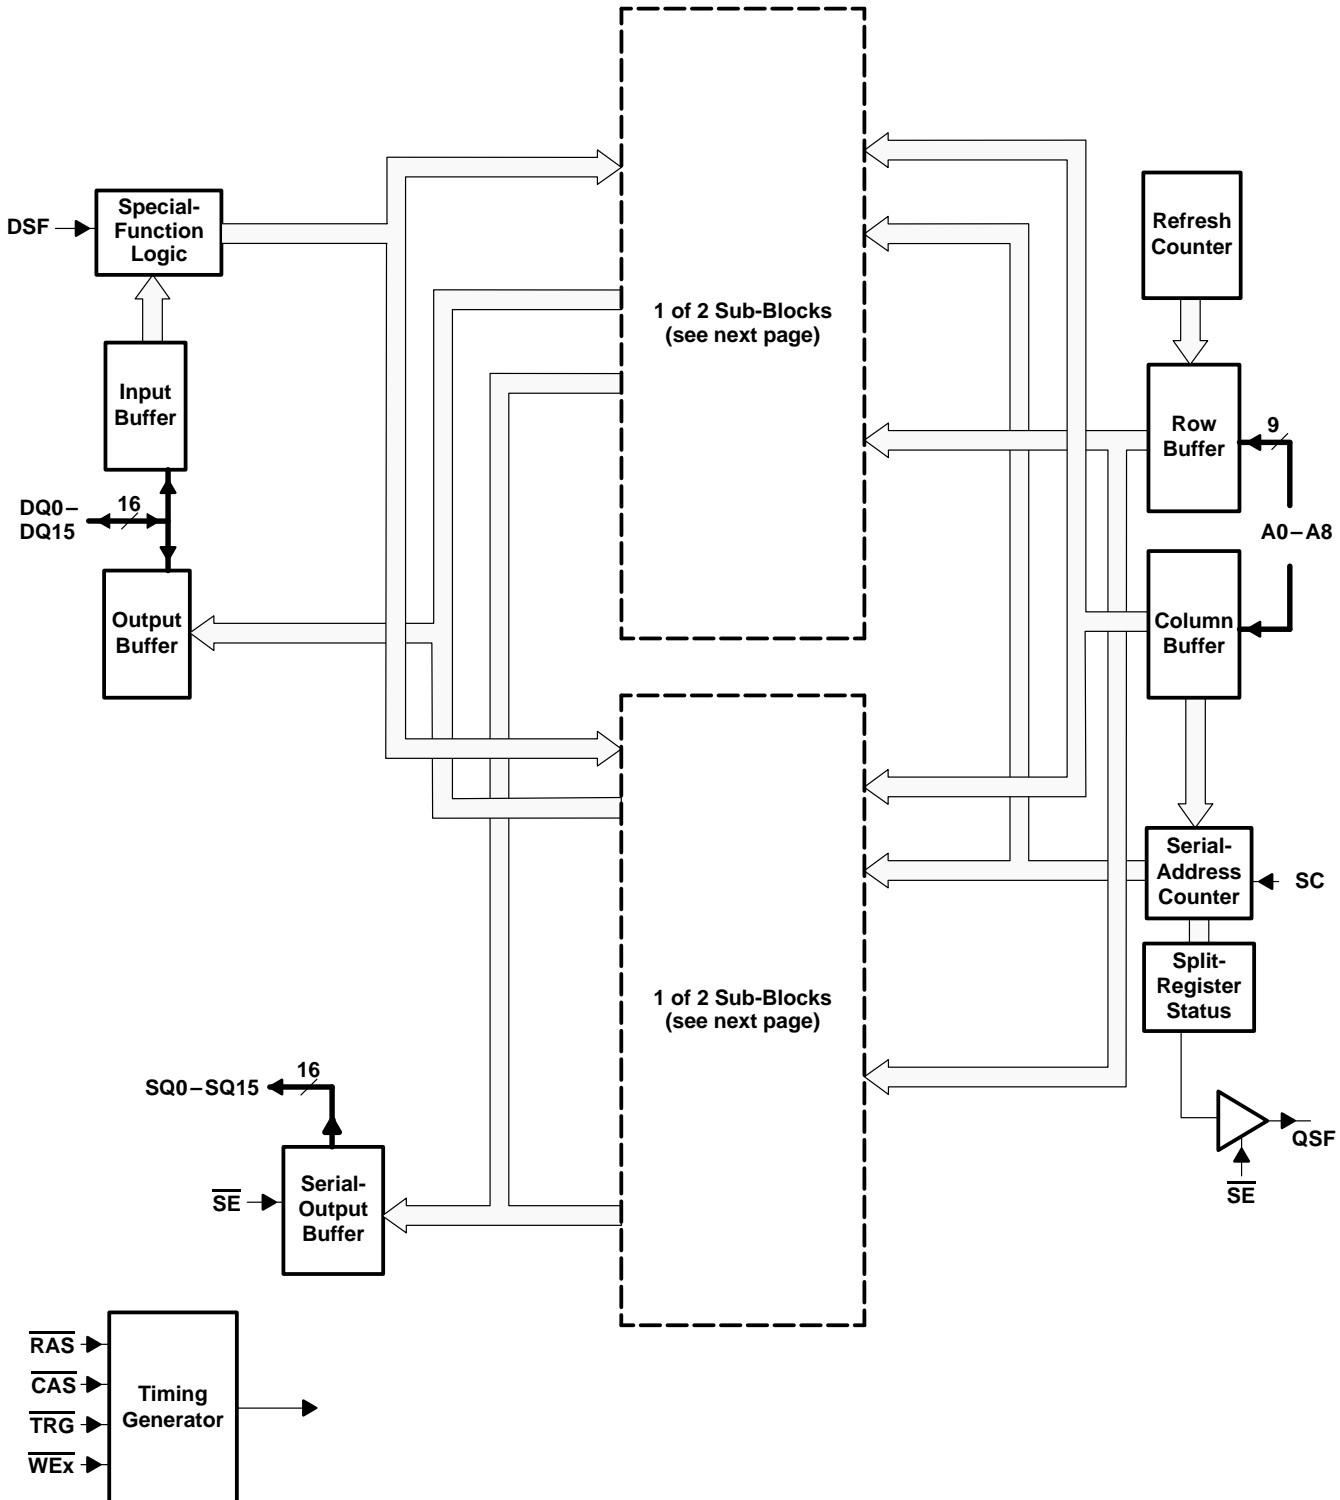 DSF
Special-
Function
Logic
Input
Buffer
DQ0–
DQ15
16
Output
Buffer
1 of 2 Sub-Blocks
(see next page)
Refresh
Counter
Row
Buffer
9
A0–A8
Column
Buffer
Serial-
Address
Counter
SC
Split-
Register
Status
QSF
SE
1 of 2 Sub-Blocks
(see next page)
SQ0–SQ15
16
SE
Serial-
Output
Buffer
RAS
CAS
TRG
WEx
Timing
Generator